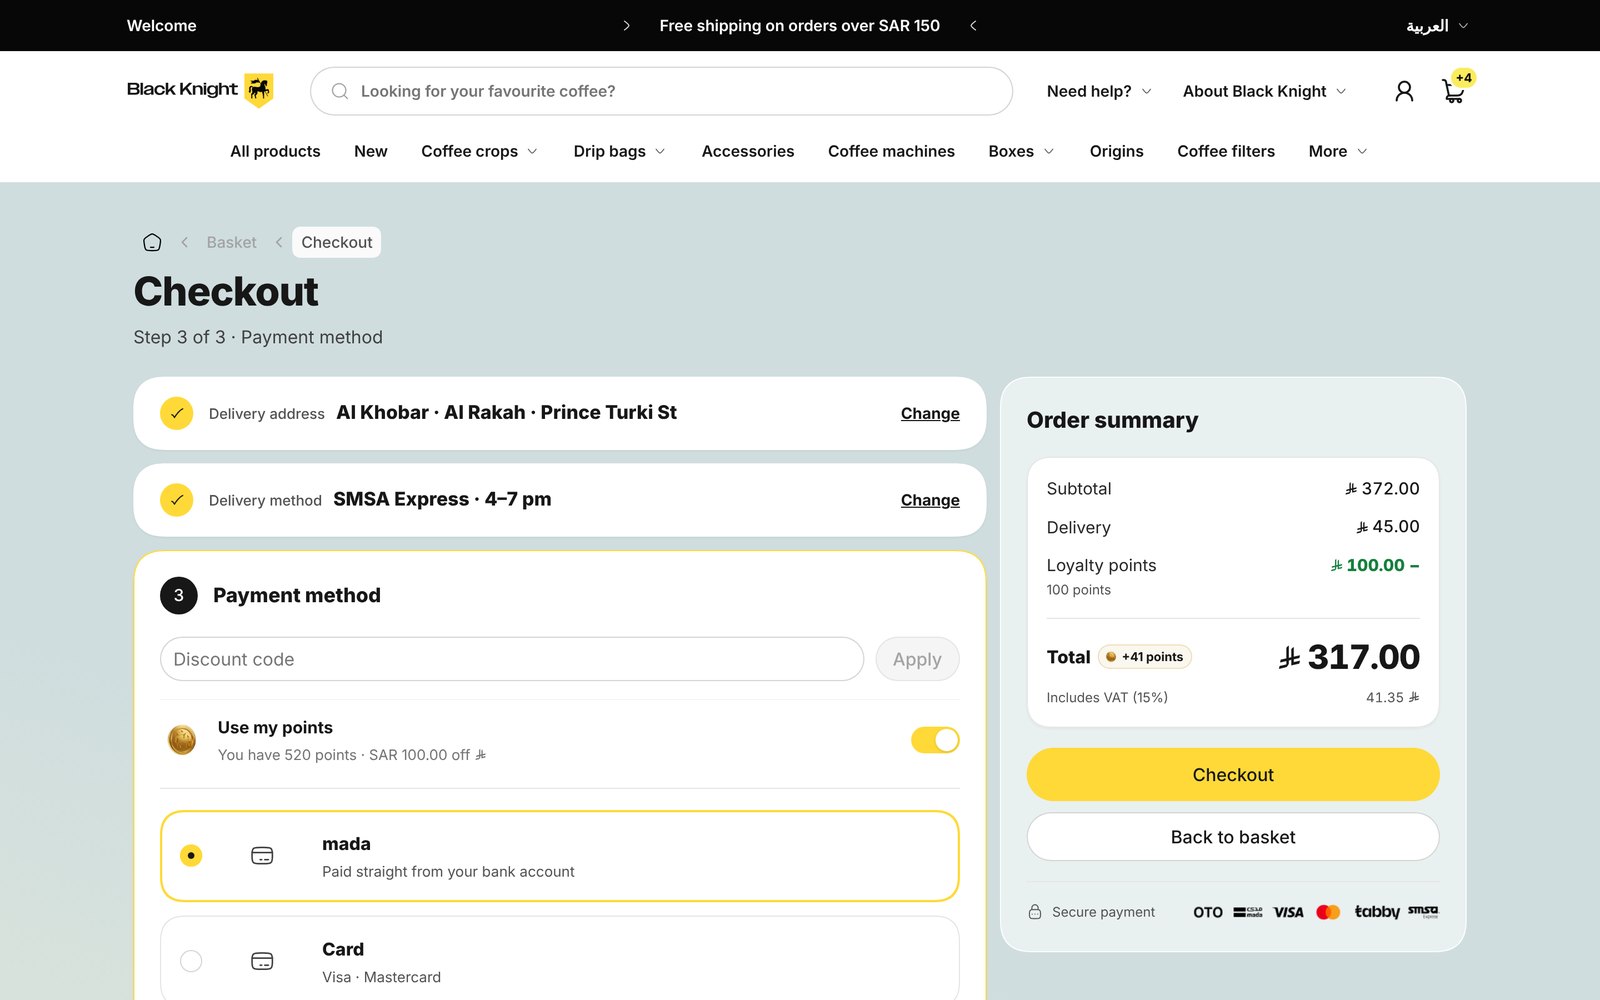 Welcome
Free shipping on orders over SAR 150
العربية
Black Knight
Looking for your favourite coffee?
Need help?
About Black Knight
+4
All products
New
Coffee crops
Drip bags
Accessories
Coffee machines
Boxes
Origins
Coffee filters
More
Basket
Checkout
Checkout
Step 3 of 3 · Payment method
Delivery address Al Khobar · Al Rakah · Prince Turki St
Change
Delivery method SMSA Express · 4–7 pm
Change
3 Payment method
Discount code
Apply
Use my points
You have 520 points · SAR 100.00 off ⃁
mada
Paid straight from your bank account
Card
Visa · Mastercard
Order summary
Subtotal ⃁ 372.00
Delivery ⃁ 45.00
Loyalty points ⃁ 100.00 –
100 points
Total +41 points ⃁ 317.00
Includes VAT (15%) 41.35 ⃁
Checkout
Back to basket
Secure payment
OTO
mada
VISA
tabby
smsa